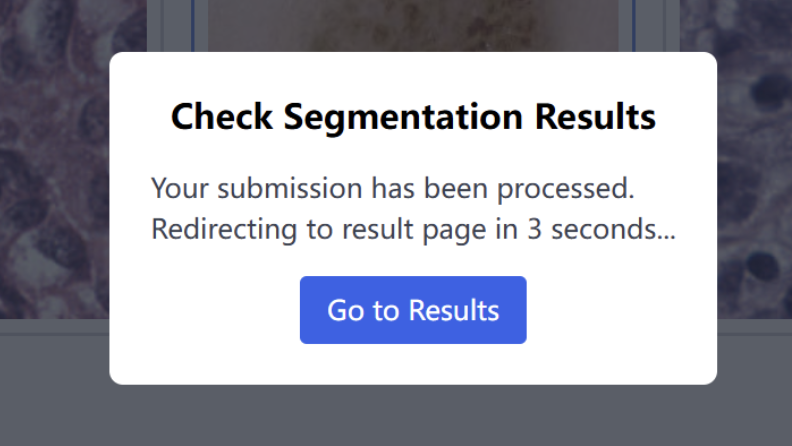 Check Segmentation Results
Your submission has been processed.
Redirecting to result page in 3 seconds...
Go to Results